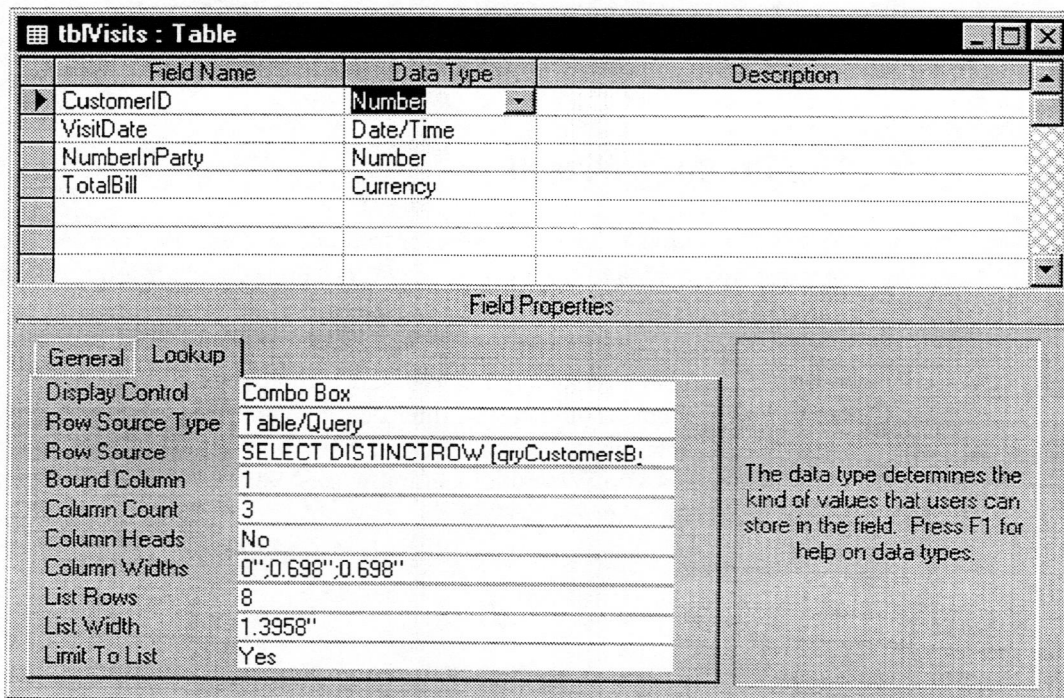 tblVisits : Table
Field Name Data Type Description
CustomerID Number
VisitDate Date/Time
NumberInParty Number
TotalBill Currency
Field Properties
General Lookup
Display Control Combo Box
Row Source Type Table/Query
Row Source SELECT DISTINCTROW [qryCustomersBy
Bound Column 1
Column Count 3
Column Heads No
Column Widths 0";0.698";0.698"
List Rows 8
List Width 1.3958"
Limit To List Yes
The data type determines the
kind of values that users can
store in the field. Press F1 for
help on data types.